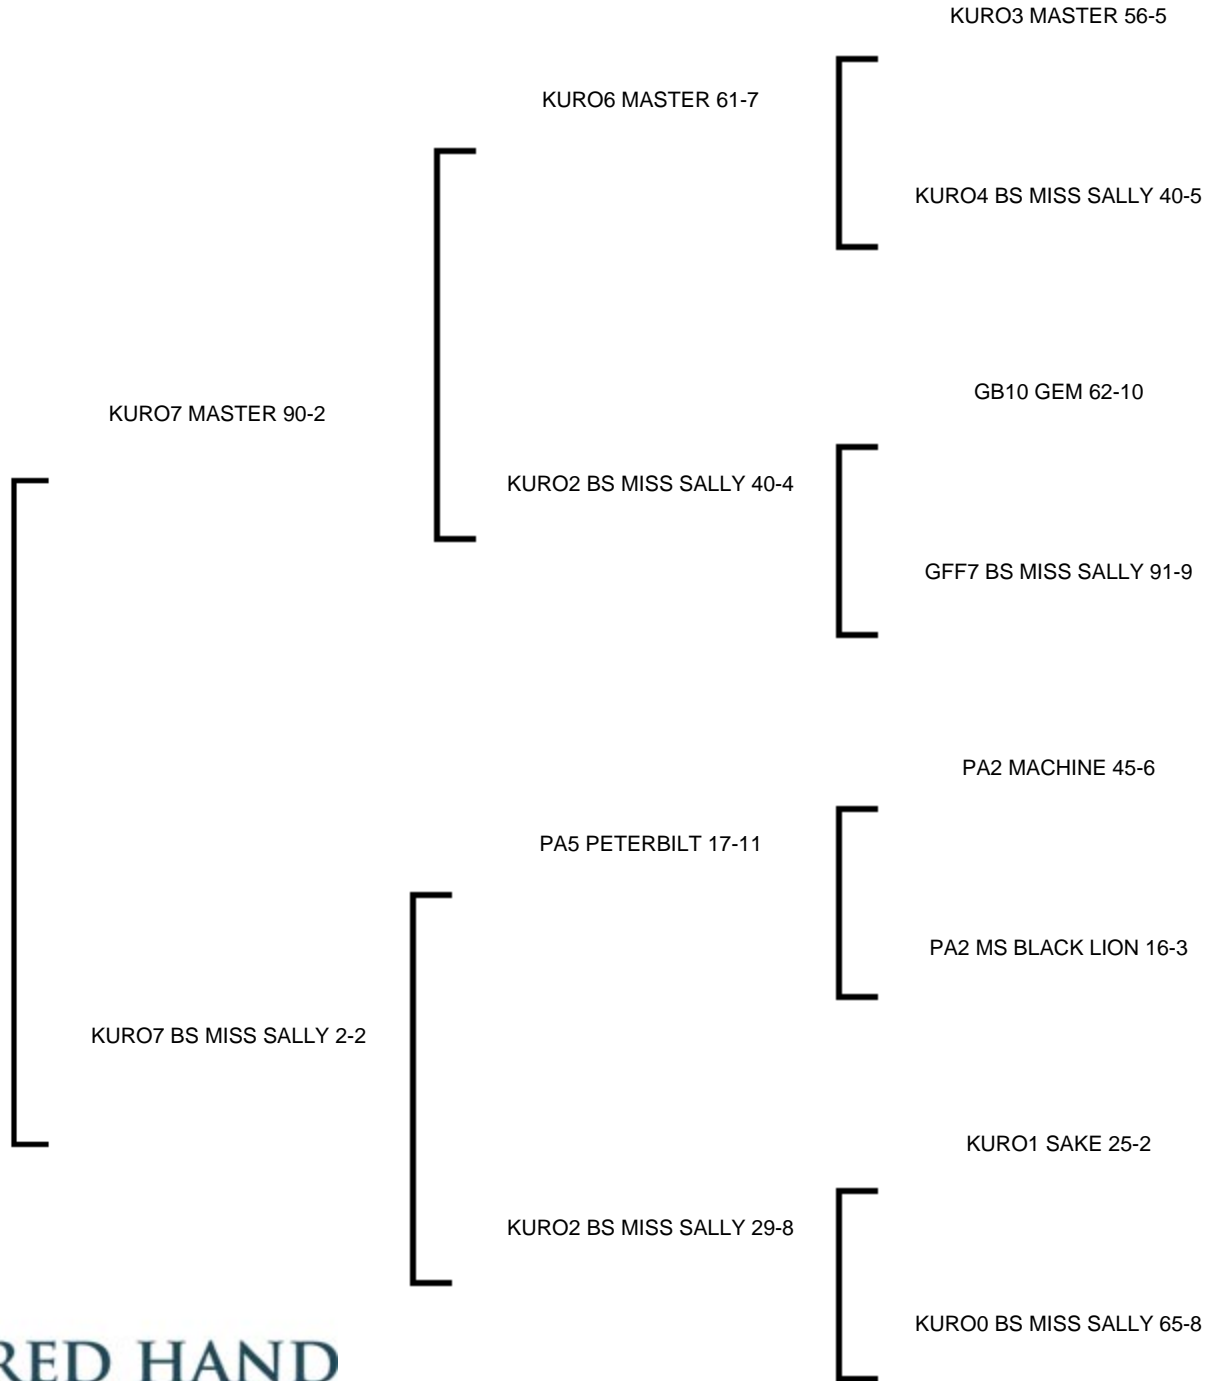 KURO3 MASTER 56-5
KURO6 MASTER 61-7
KURO4 BS MISS SALLY 40-5
GB10 GEM 62-10
KURO7 MASTER 90-2
KURO2 BS MISS SALLY 40-4
GFF7 BS MISS SALLY 91-9
PA2 MACHINE 45-6
PA5 PETERBILT 17-11
PA2 MS BLACK LION 16-3
KURO7 BS MISS SALLY 2-2
KURO1 SAKE 25-2
KURO2 BS MISS SALLY 29-8
KURO0 BS MISS SALLY 65-8
RED HAND